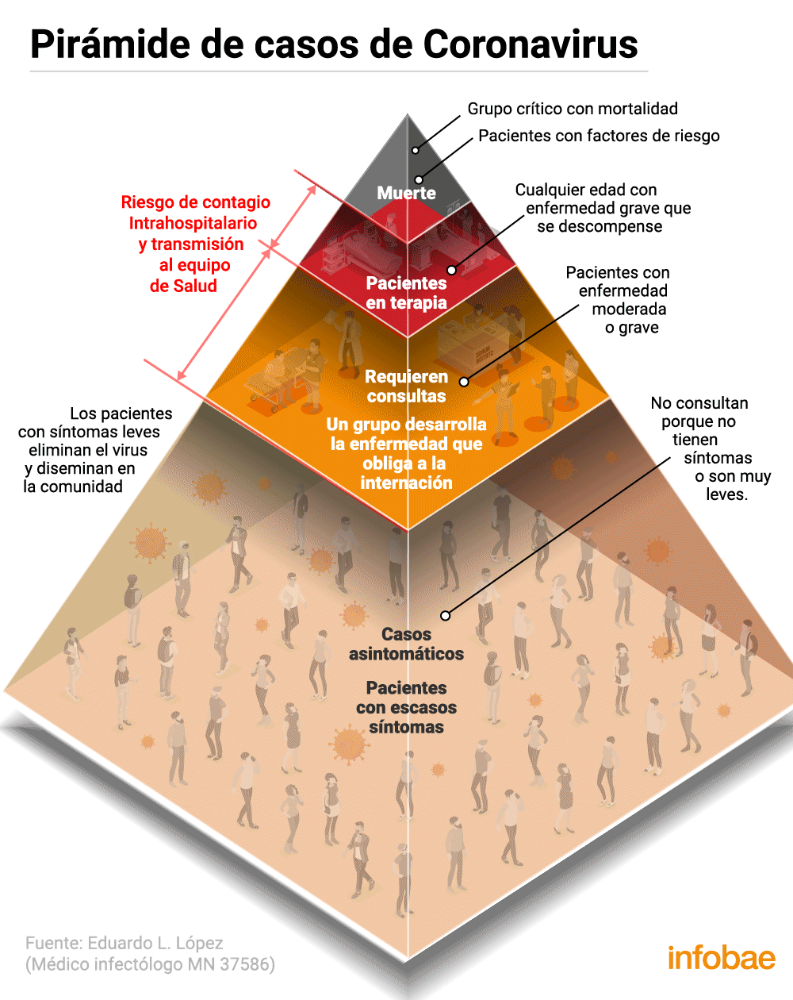 Pirámide de casos de Coronavirus
Grupo crítico con mortalidad
Pacientes con factores de riesgo
Muerte
Cualquier edad con
enfermedad grave que
se descompense
Riesgo de contagio
Intrahospitalario
y transmisión
al equipo
de Salud
Pacientes
en terapia
Pacientes con
enfermedad
moderada
o grave
Requieren
consultas
Un grupo desarrolla
la enfermedad que
obliga a la
internación
Los pacientes
con síntomas leves
eliminan el virus
y diseminan en
la comunidad
No consultan
porque no
tienen
síntomas
o son muy
leves.
Casos
asintomáticos
Pacientes
con escasos
síntomas
Fuente: Eduardo L. López
(Médico infectólogo MN 37586)
infobae